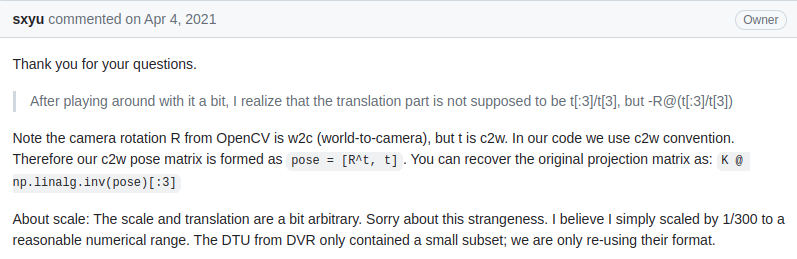 sxyu commented on Apr 4, 2021 Owner
Thank you for your questions.
After playing around with it a bit, I realize that the translation part is not supposed to be t[:3]/t[3], but -R@(t[:3]/t[3])
Note the camera rotation R from OpenCV is w2c (world-to-camera), but t is c2w. In our code we use c2w convention.
Therefore our c2w pose matrix is formed as pose = [R^t, t] . You can recover the original projection matrix as: K @
np.linalg.inv(pose)[:3]
About scale: The scale and translation are a bit arbitrary. Sorry about this strangeness. I believe I simply scaled by 1/300 to a
reasonable numerical range. The DTU from DVR only contained a small subset; we are only re-using their format.